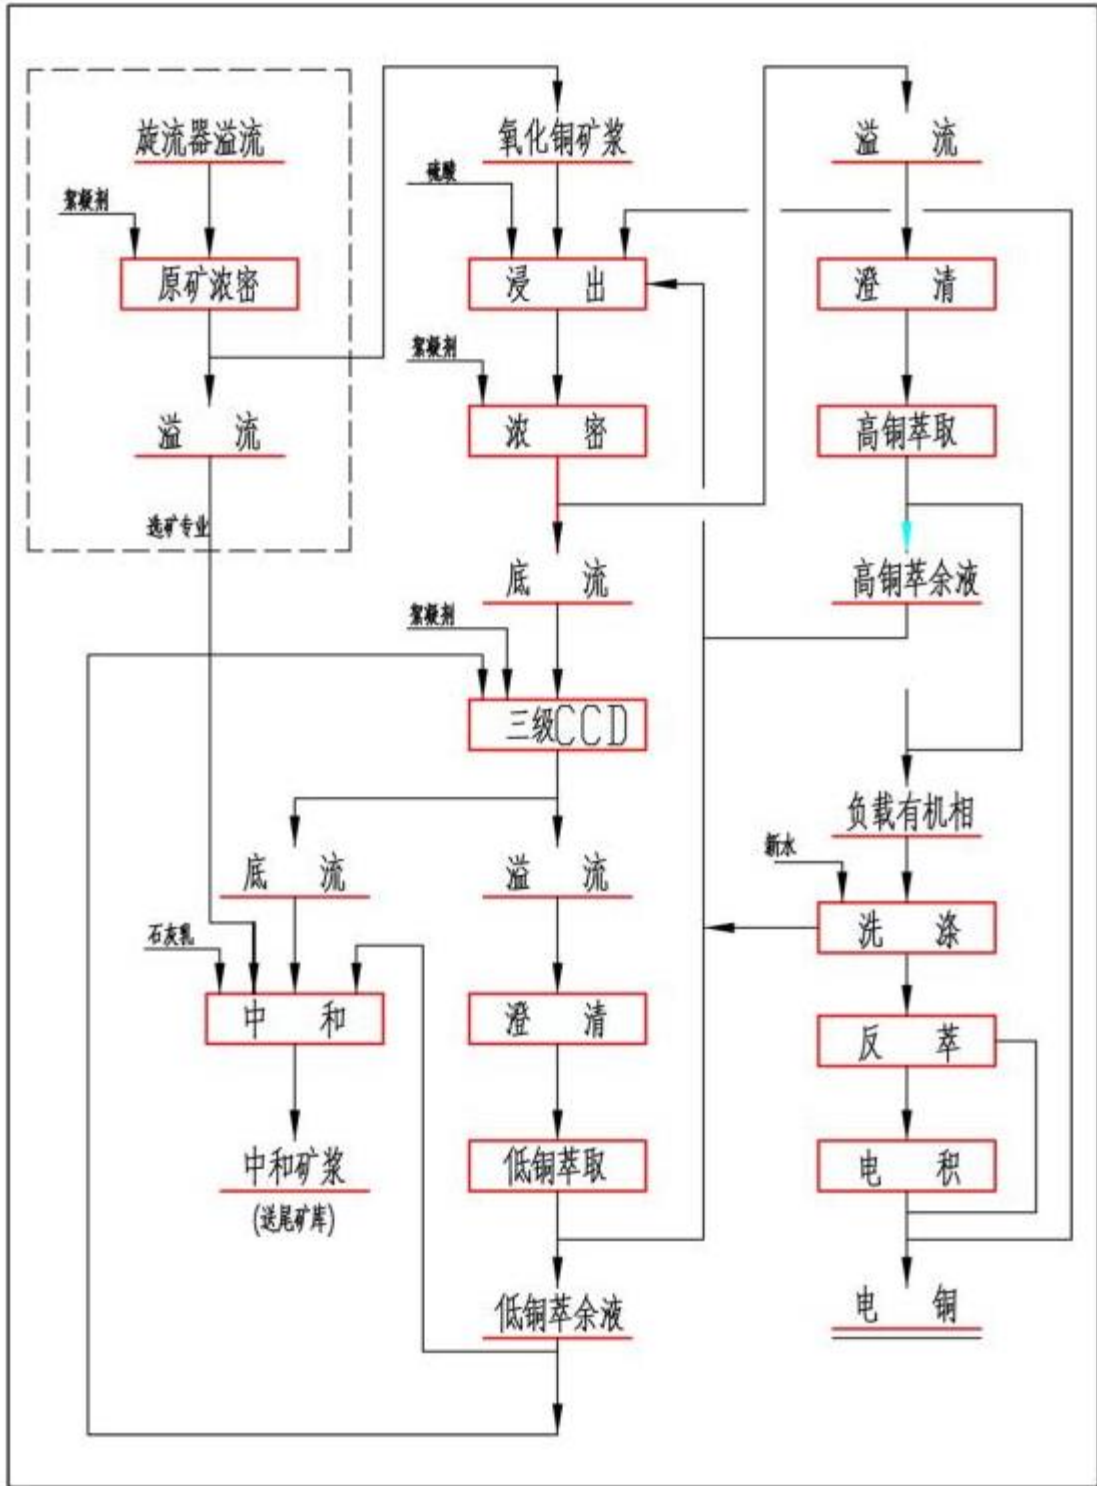 旋流器溢流
絮凝剂
原矿浓密
溢 流
选矿专业
氧化铜矿浆
硫酸
浸 出
絮凝剂
浓 密
底 流
絮凝剂
三级CCD
底 流
溢 流
石灰乳
中 和
澄 清
中和矿浆
(送尾矿库)
低铜萃取
低铜萃余液
溢 流
澄 清
高铜萃取
高铜萃余液
负载有机相
新水
洗 涤
反 萃
电 积
电 铜